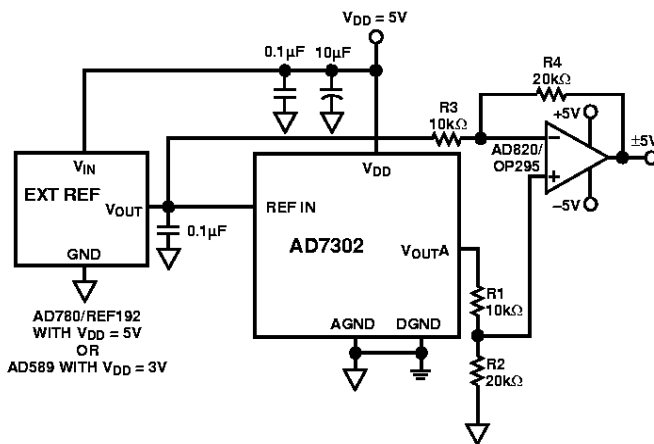 V_DD = 5V
0.1µF
10µF
R4
20kΩ
R3
10kΩ
+5V
±5V
AD820/
OP295
−
+
–5V
V_IN
EXT REF
V_OUT
GND
0.1µF
V_DD
REF IN
AD7302
V_OUTA
AGND
DGND
R1
10kΩ
R2
20kΩ
AD780/REF192
WITH V_DD = 5V
OR
AD589 WITH V_DD = 3V